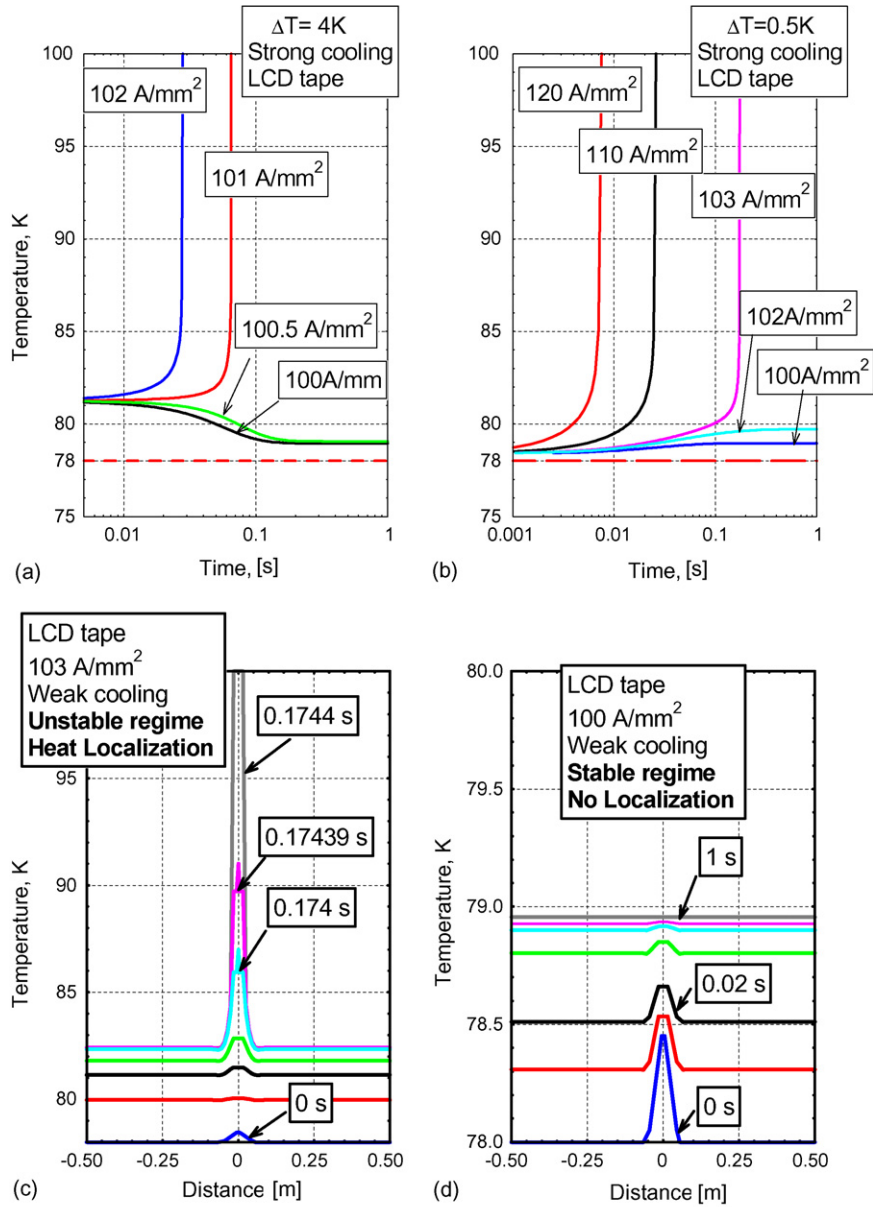 ΔT= 4K
Strong cooling
LCD tape
100
95
90
85
80
78
75
Temperature, K
102 A/mm²
101 A/mm²
100.5 A/mm²
100A/mm
0.01
0.1
1
Time, [s]
(a)
ΔT=0.5K
Strong cooling
LCD tape
100
95
90
85
80
78
75
120 A/mm²
110 A/mm²
103 A/mm²
102A/mm²
100A/mm²
0.001
0.01
0.1
1
Time, [s]
(b)
LCD tape
103 A/mm²
Weak cooling
Unstable regime
Heat Localization
95
90
85
80
Temperature, K
0.1744 s
0.17439 s
0.174 s
0 s
-0.50
-0.25
0
0.25
0.50
Distance [m]
(c)
LCD tape
100 A/mm²
Weak cooling
Stable regime
No Localization
80.0
79.5
79.0
78.5
78.0
Temperature, K
1 s
0.02 s
0 s
-0.50
-0.25
0
0.25
0.50
Distance [m]
(d)